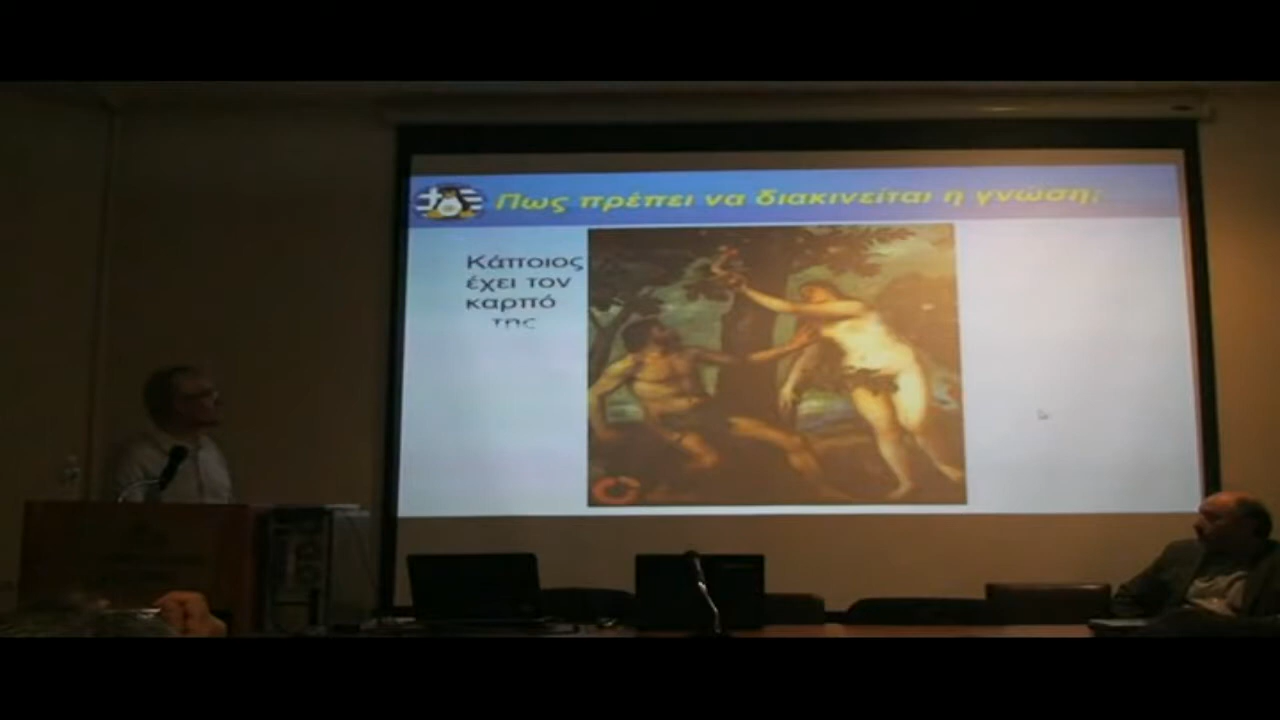 Πως πρέπει να διακινείται η γνώση;
Κάποιος
έχει τον
καρπό
της